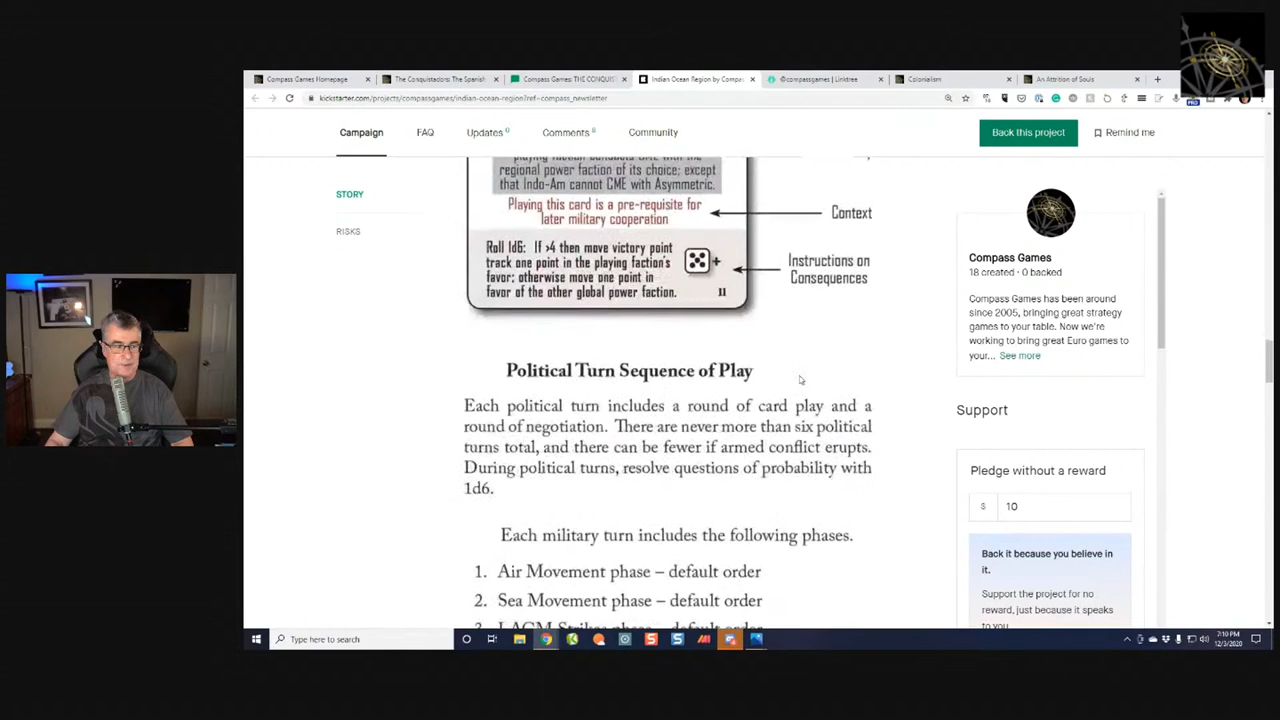 Compass Games Homepage
The Conquistadors: The Spanish
Compass Games: THE CONQUIS
Indian Ocean Region by Compa
@compassgames | Linktree
Colonialism
An Attrition of Souls
kickstarter.com/projects/compassgames/indian-ocean-region?ref=compass_newsletter
Campaign
FAQ
Updates 0
Comments 8
Community
Back this project
Remind me
STORY
RISKS
regional power faction of its choice; except
that Indo-Am cannot CME with Asymmetric.
Playing this card is a pre-requisite for
later military cooperation
Context
Roll 1d6: If >4 then move victory point
track one point in the playing faction's
favor; otherwise move one point in
favor of the other global power faction.
11
Instructions on
Consequences
Political Turn Sequence of Play
Each political turn includes a round of card play and a
round of negotiation. There are never more than six political
turns total, and there can be fewer if armed conflict erupts.
During political turns, resolve questions of probability with
1d6.
Each military turn includes the following phases.
1. Air Movement phase – default order
2. Sea Movement phase – default order
Compass Games
18 created · 0 backed
Compass Games has been around
since 2005, bringing great strategy
games to your table. Now we're
working to bring great Euro games to
your... See more
Support
Pledge without a reward
$ 10
Back it because you believe in
it.
Support the project for no
reward, just because it speaks
to you.
Type here to search
7:10 PM
12/3/2020